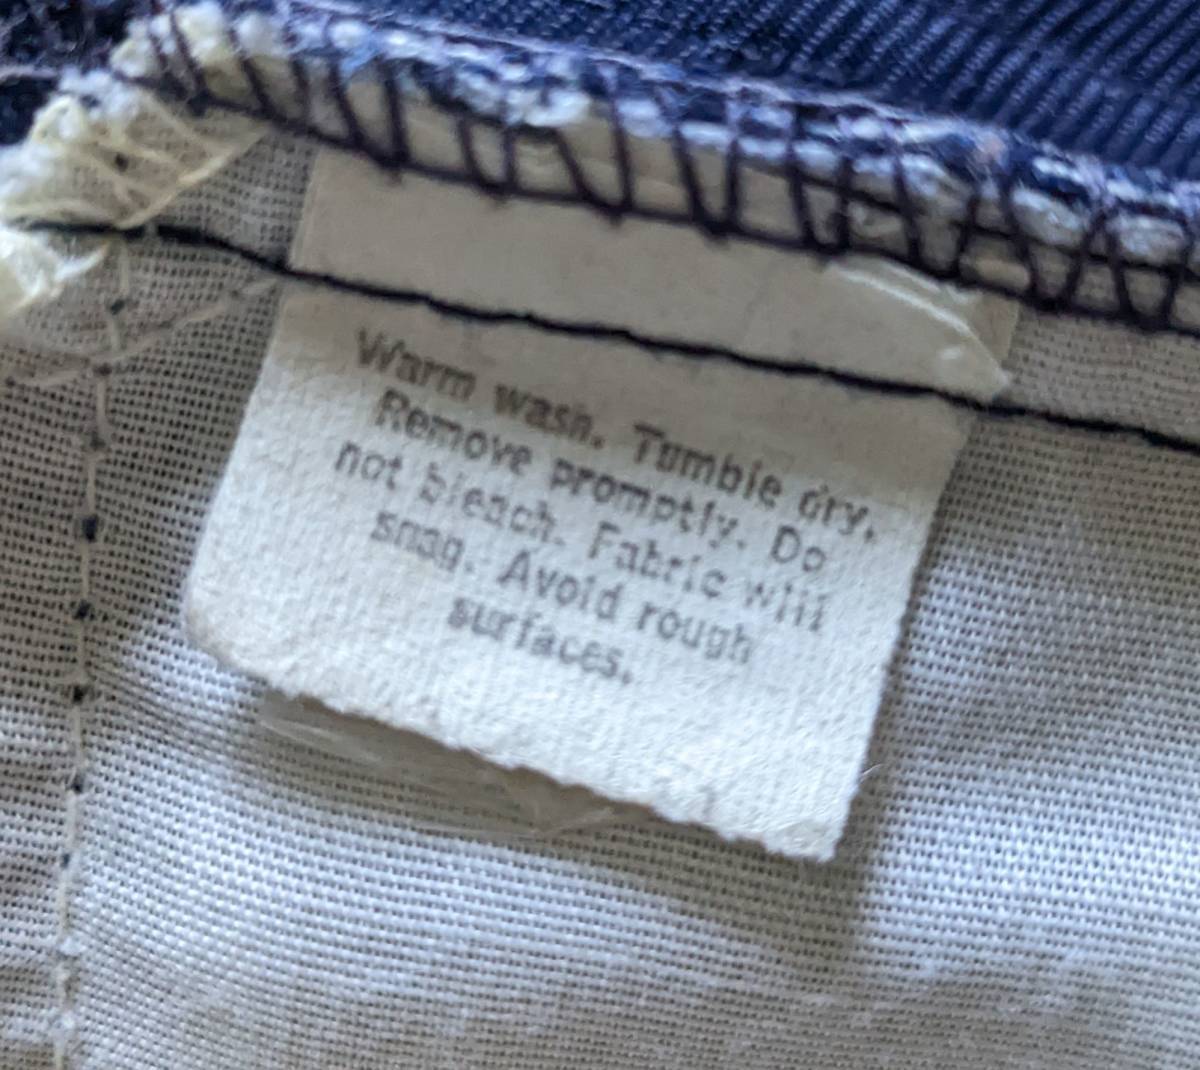 Warm wash. Tumble dry.
Remove promptly. Do
not bleach. Fabric will
snag. Avoid rough
surfaces.